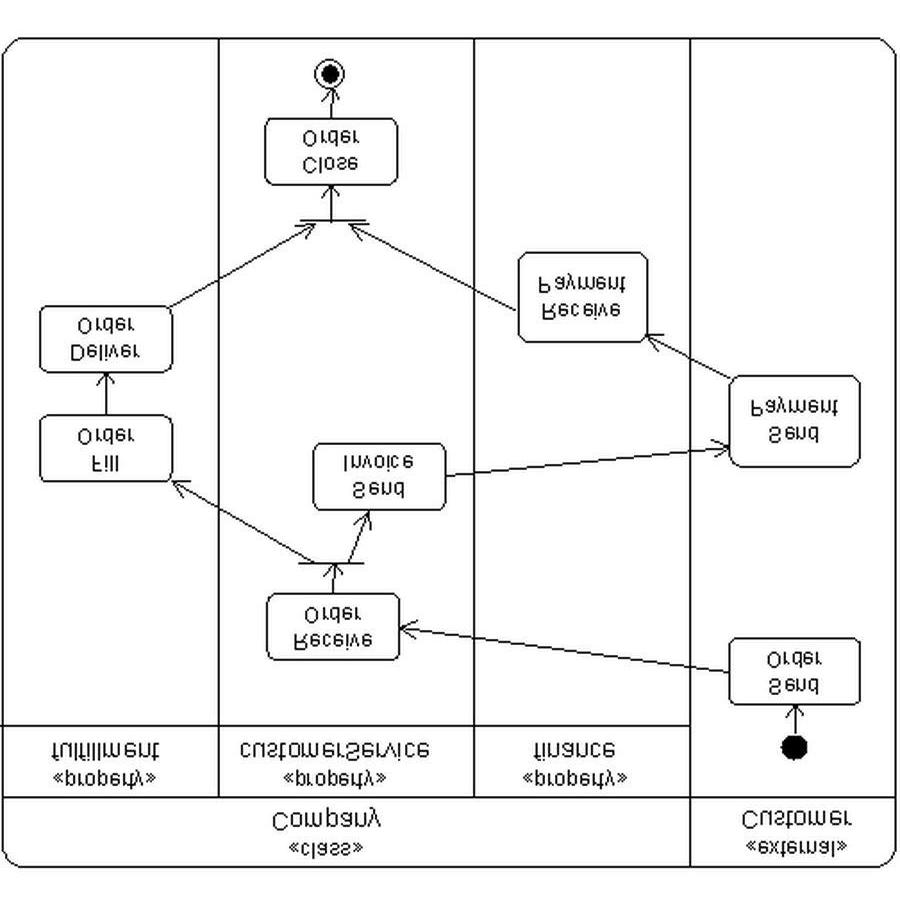 «class»
Company
«external»
Customer
«property»
fulfillment
«property»
customerService
«property»
finance
Send
Order
Receive
Order
Fill
Order
Send
Invoice
Send
Payment
Deliver
Order
Receive
Payment
Close
Order